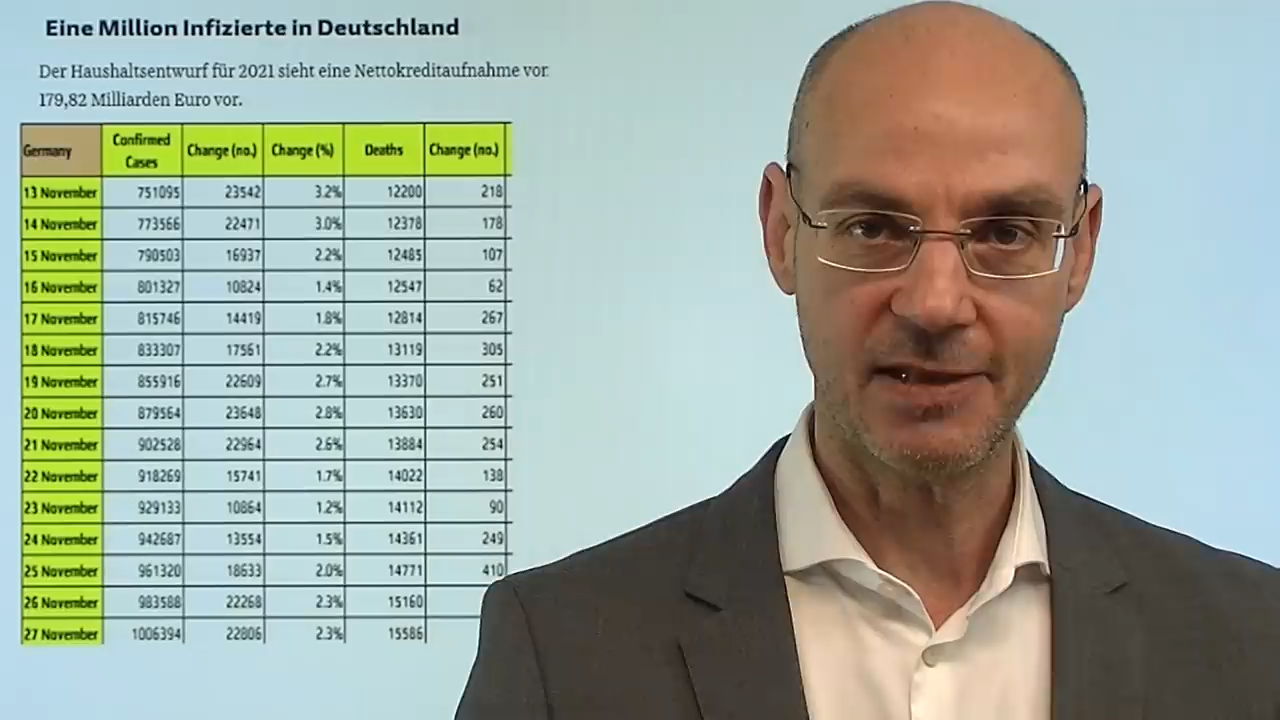 Eine Million Infizierte in Deutschland
Der Haushaltsentwurf für 2021 sieht eine Nettokreditaufnahme vor
179,82 Milliarden Euro vor.
Germany Confirmed Cases Change (no.) Change (%) Deaths Change (no.)
13 November 751095 23542 3.2% 12200 218
14 November 773566 22471 3.0% 12378 178
15 November 790503 16937 2.2% 12485 107
16 November 801327 10824 1.4% 12547 62
17 November 815746 14419 1.8% 12814 267
18 November 833307 17561 2.2% 13119 305
19 November 855916 22609 2.7% 13370 251
20 November 879564 23648 2.8% 13630 260
21 November 902528 22964 2.6% 13884 254
22 November 918269 15741 1.7% 14022 138
23 November 929133 10864 1.2% 14112 90
24 November 942687 13554 1.5% 14361 249
25 November 961320 18633 2.0% 14771 410
26 November 983588 22268 2.3% 15160
27 November 1006394 22806 2.3% 15586